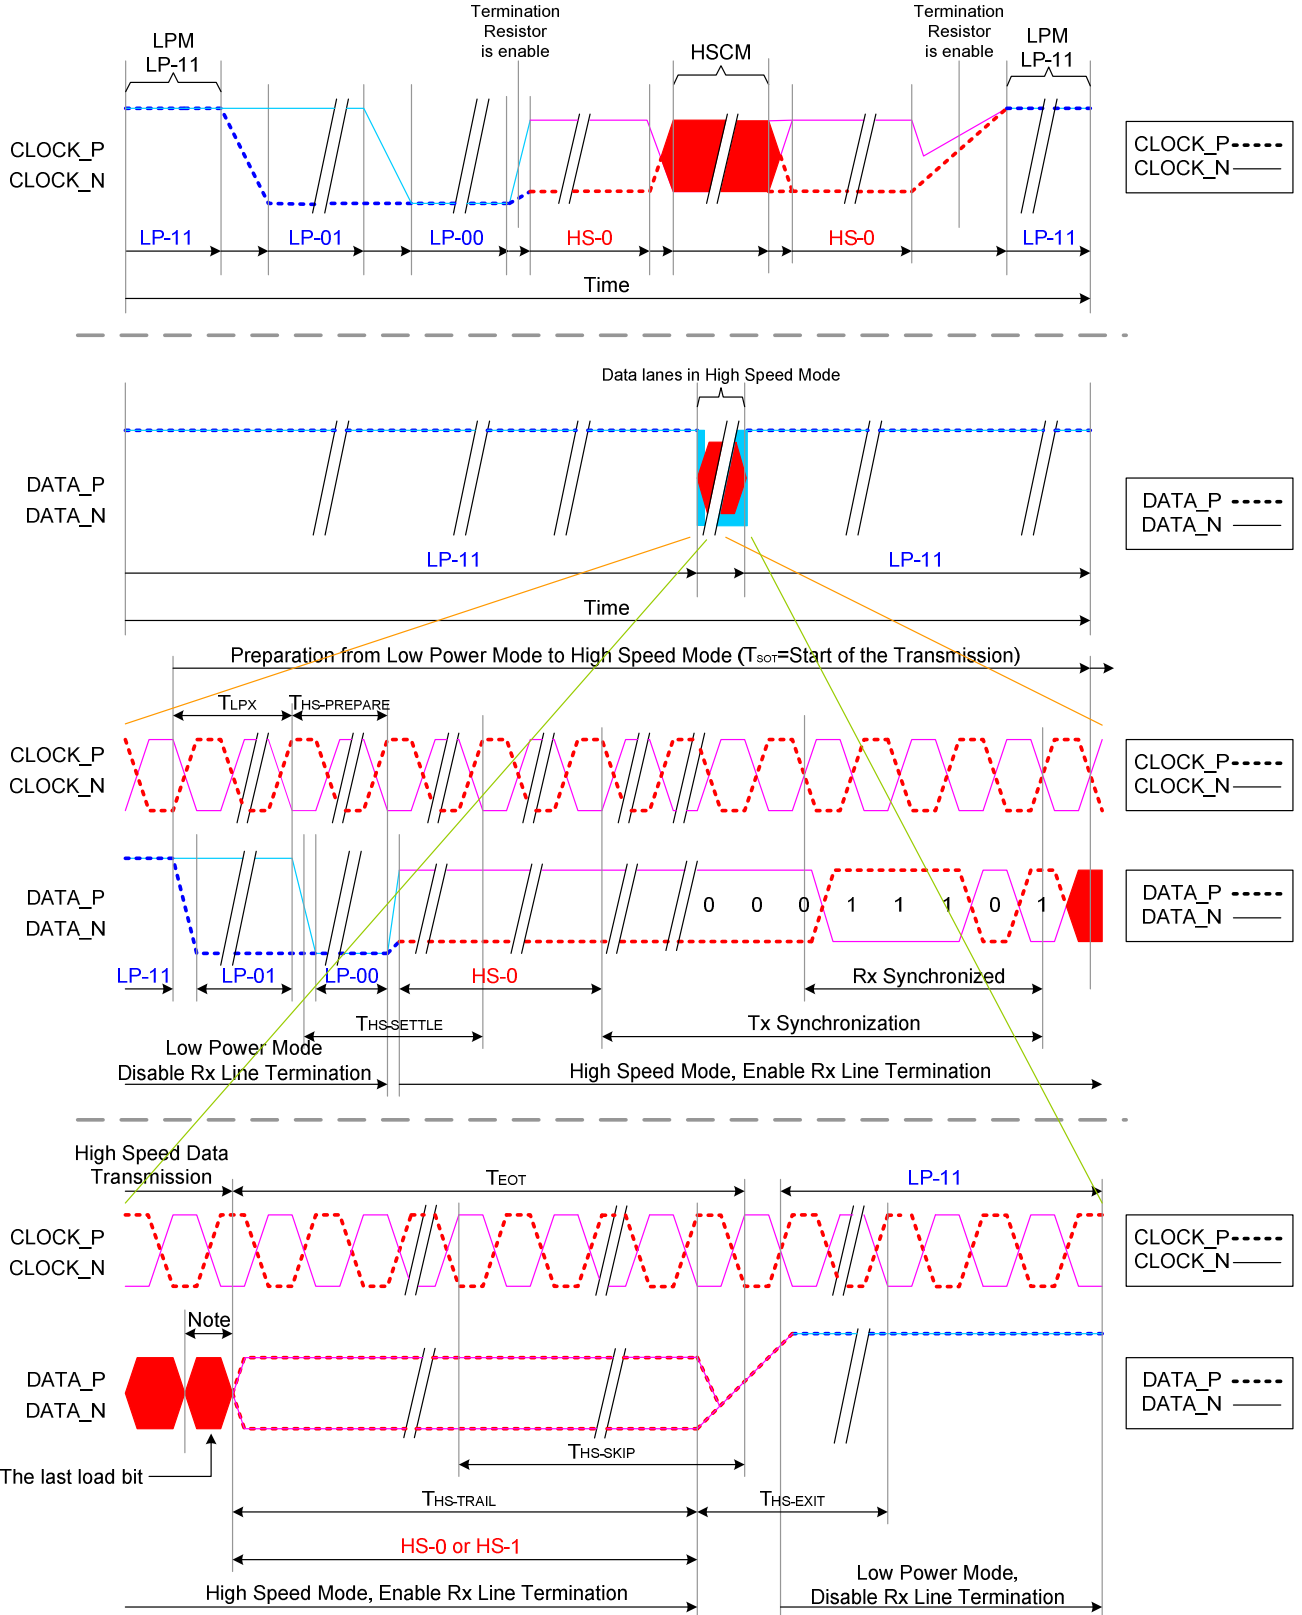 Termination
Resistor
is enable
Termination
Resistor
is enable
LPM
LP-11
HSCM
LPM
LP-11
CLOCK_P
CLOCK_N
CLOCK_P
CLOCK_N
LP-11
LP-01
LP-00
HS-0
HS-0
LP-11
Time
Data lanes in High Speed Mode
DATA_P
DATA_N
DATA_P
DATA_N
LP-11
LP-11
Time
Preparation from Low Power Mode to High Speed Mode (TSOT=Start of the Transmission)
TLPX
THS-PREPARE
CLOCK_P
CLOCK_N
CLOCK_P
CLOCK_N
DATA_P
DATA_N
0 0 0 1 1 1 0 1
DATA_P
DATA_N
LP-11
LP-01
LP-00
HS-0
Rx Synchronized
THS-SETTLE
Tx Synchronization
Low Power Mode
Disable Rx Line Termination
High Speed Mode, Enable Rx Line Termination
High Speed Data
Transmission
TEOT
LP-11
CLOCK_P
CLOCK_N
CLOCK_P
CLOCK_N
Note
DATA_P
DATA_N
DATA_P
DATA_N
The last load bit
THS-SKIP
THS-TRAIL
THS-EXIT
HS-0 or HS-1
High Speed Mode, Enable Rx Line Termination
Low Power Mode,
Disable Rx Line Termination